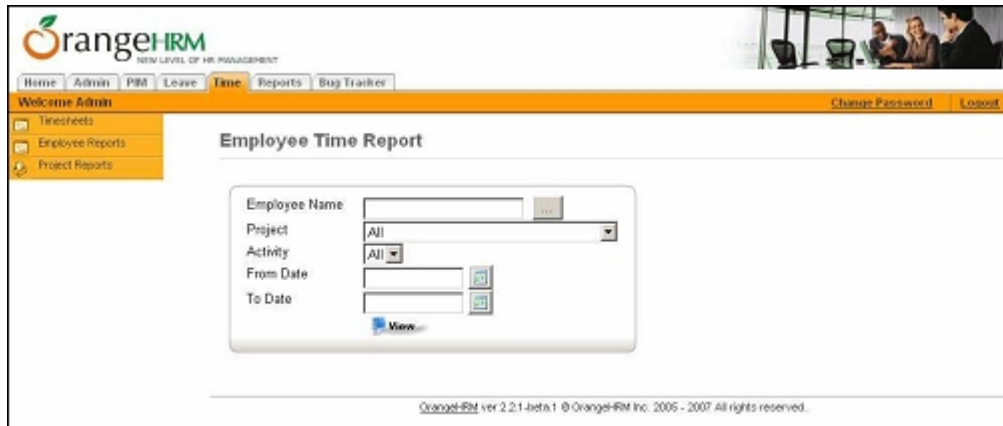 OrangeHRM
NEW LEVEL OF HR MANAGEMENT
Home Admin PIM Leave Time Reports Bug Tracker
Welcome Admin Change Password Logout
Timesheets
Employee Reports
Project Reports
Employee Time Report
Employee Name ...
Project All
Activity All
From Date
To Date
View
OrangeHRM ver 2.2.1-beta.1 © OrangeHRM Inc. 2005 - 2007 All rights reserved.